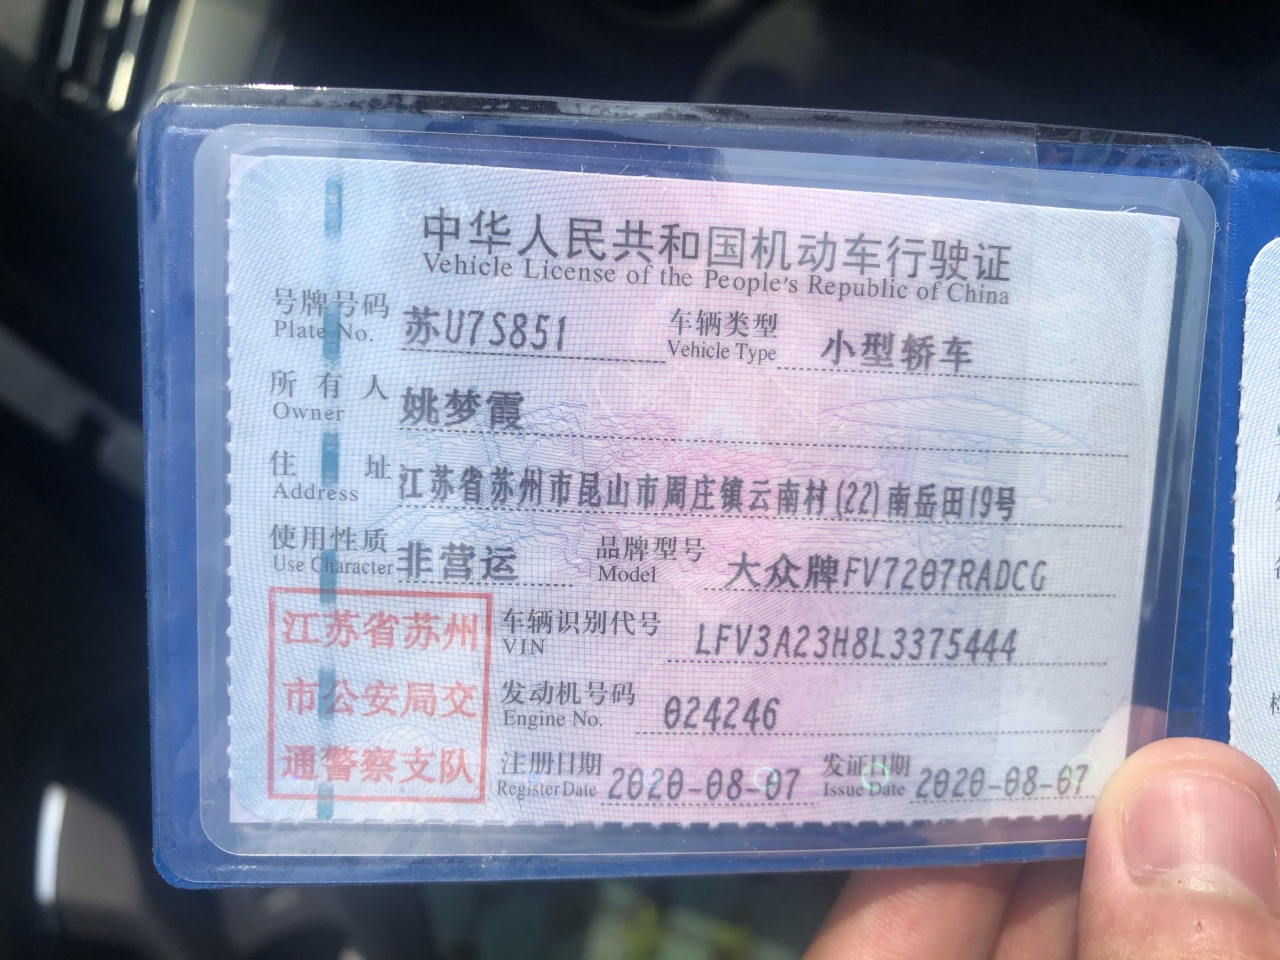 中华人民共和国机动车行驶证
Vehicle License of the People's Republic of China
号牌号码 苏U7S851 车辆类型 小型轿车
Plate No. Vehicle Type
所有人 姚梦霞
Owner
住址 江苏省苏州市昆山市周庄镇云南村(22)南岳田19号
Address
使用性质 非营运 品牌型号 大众牌FV7207RADCG
Use Character Model
江苏省苏州
市公安局交
通警察支队
车辆识别代号 LFV3A23H8L3375444
VIN
发动机号码 024246
Engine No.
注册日期 2020-08-07 发证日期 2020-08-07
Register Date Issue Date